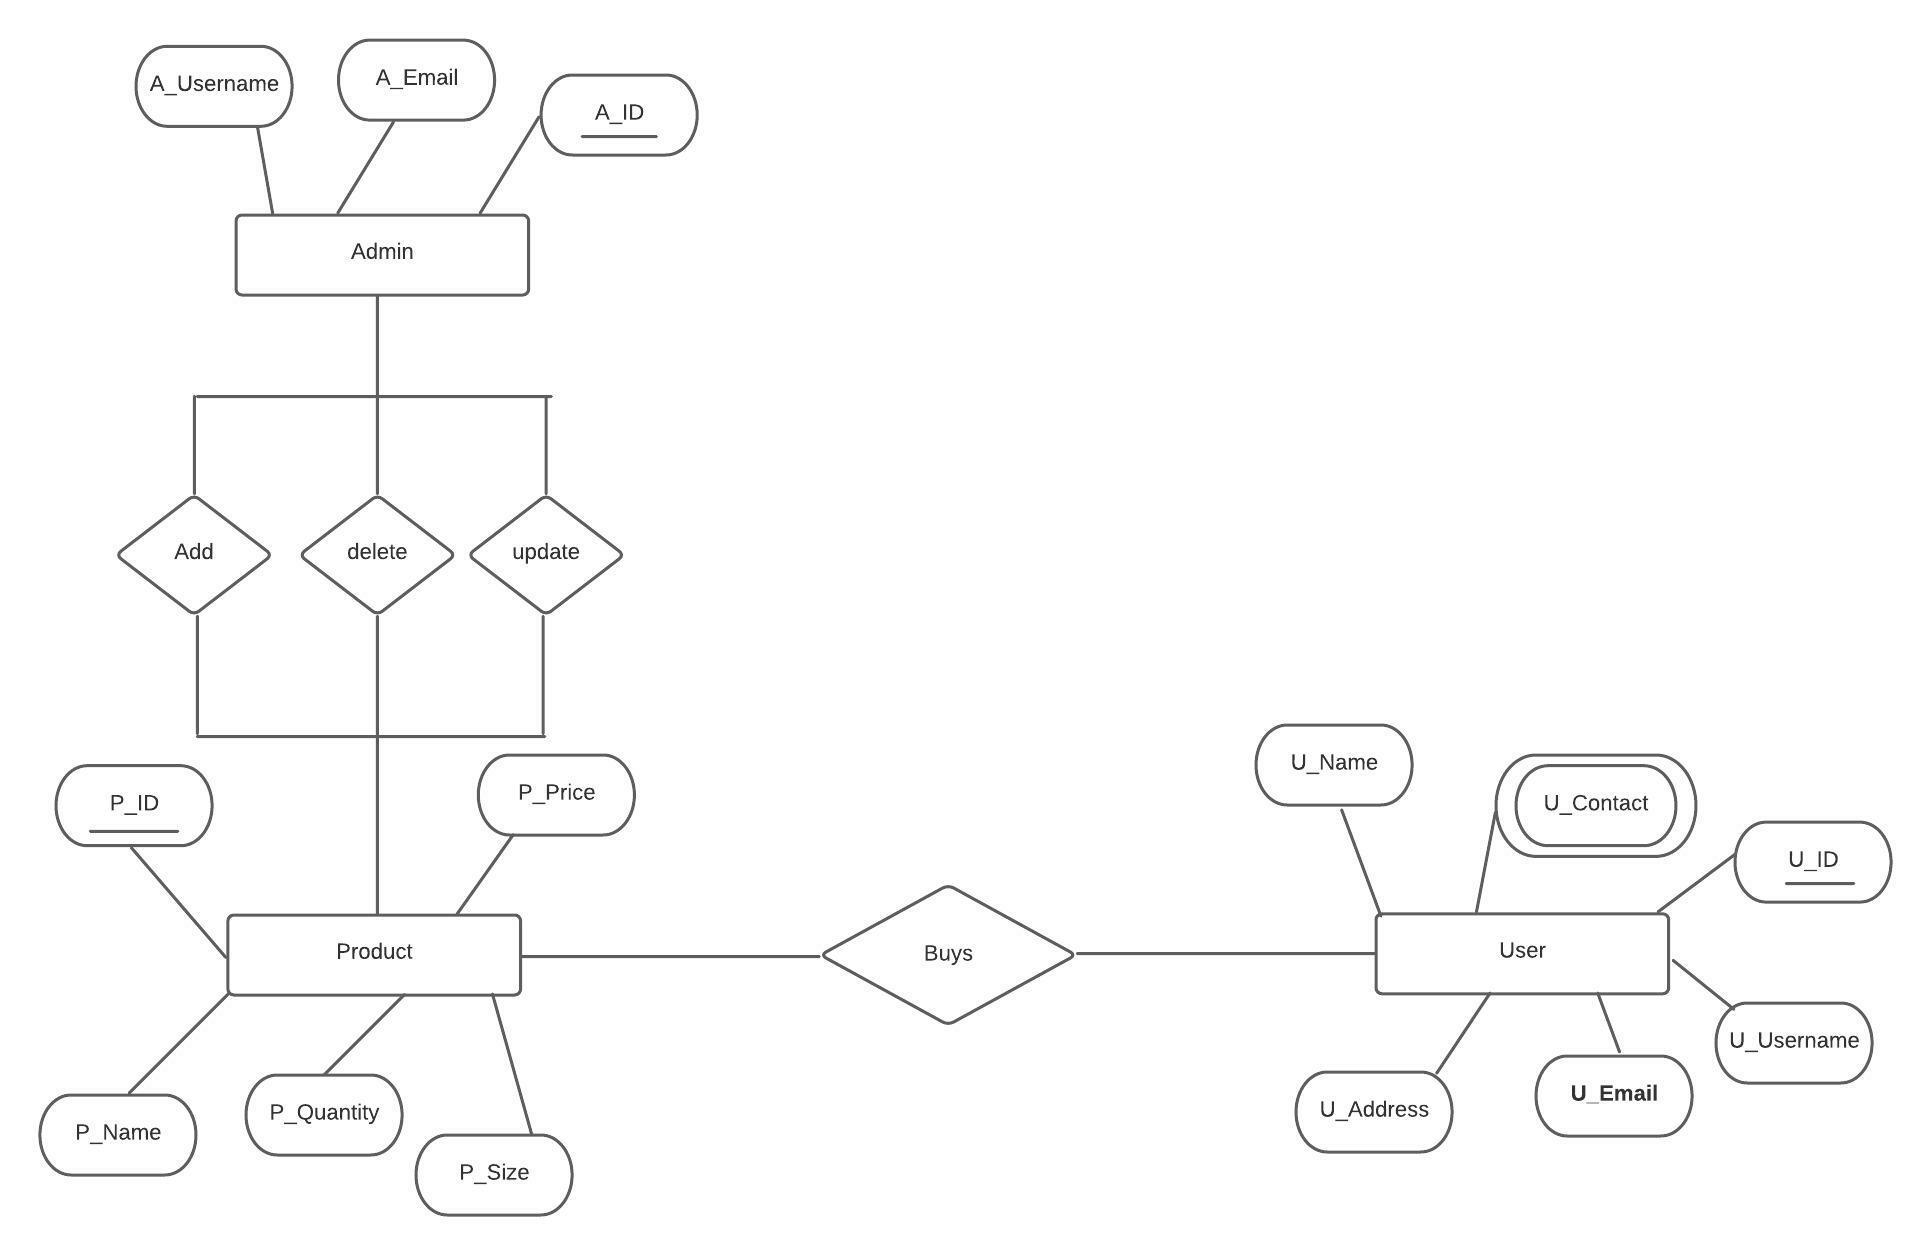 A_Username
A_Email
A_ID
Admin
Add
delete
update
P_ID
P_Price
Product
P_Name
P_Quantity
P_Size
Buys
U_Name
U_Contact
U_ID
User
U_Username
U_Address
U_Email